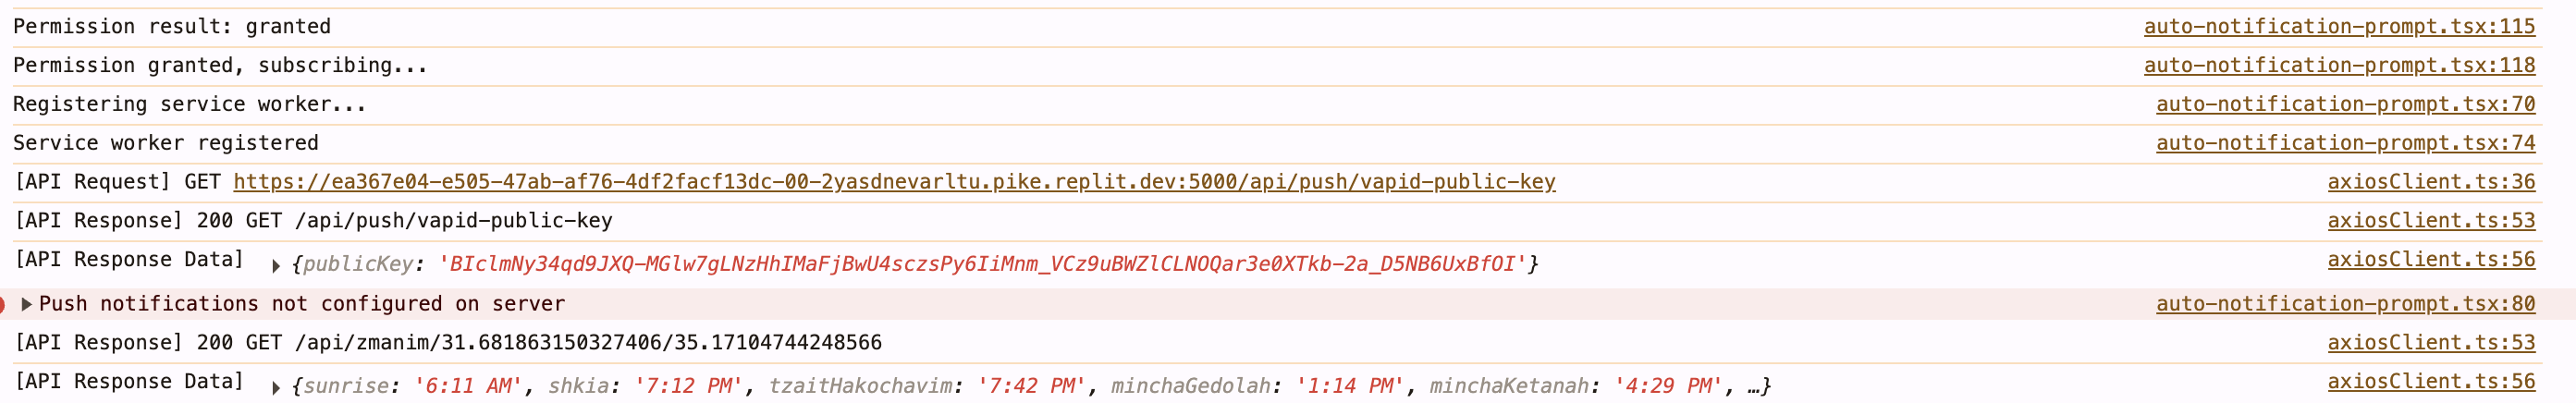 Permission result: granted auto-notification-prompt.tsx:115
Permission granted, subscribing... auto-notification-prompt.tsx:118
Registering service worker... auto-notification-prompt.tsx:70
Service worker registered auto-notification-prompt.tsx:74
[API Request] GET https://ea367e04-e505-47ab-af76-4df2facf13dc-00-2yasdnevarltu.pike.replit.dev:5000/api/push/vapid-public-key axiosClient.ts:36
[API Response] 200 GET /api/push/vapid-public-key axiosClient.ts:53
[API Response Data] {publicKey: 'BIclmNy34qd9JXQ-MGlw7gLNzHhIMaFjBwU4sczsPy6IiMnm_VCz9uBWZlCLNOQar3e0XTkb-2a_D5NB6UxBfOI'} axiosClient.ts:56
Push notifications not configured on server auto-notification-prompt.tsx:80
[API Response] 200 GET /api/zmanim/31.681863150327406/35.17104744248566 axiosClient.ts:53
[API Response Data] {sunrise: '6:11 AM', shkia: '7:12 PM', tzaitHakochavim: '7:42 PM', minchaGedolah: '1:14 PM', minchaKetanah: '4:29 PM', …} axiosClient.ts:56